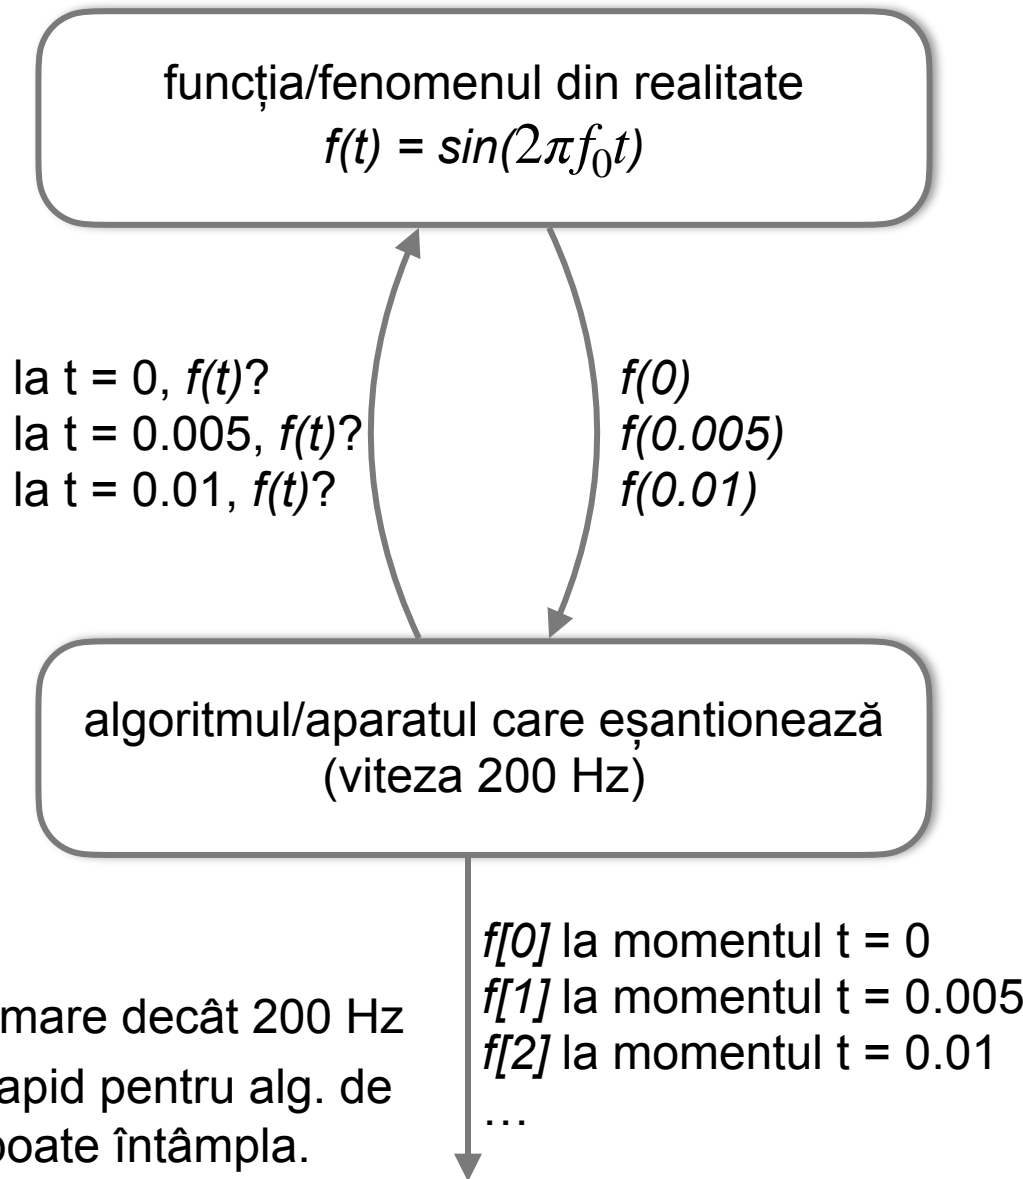 funcția/fenomenul din realitate
f(t) = sin(2πf₀t)
la t = 0, f(t)?
la t = 0.005, f(t)?
la t = 0.01, f(t)?
f(0)
f(0.005)
f(0.01)
algoritmul/aparatul care eșantionează
(viteza 200 Hz)
f[0] la momentul t = 0
f[1] la momentul t = 0.005
f[2] la momentul t = 0.01
…
mare decât 200 Hz
apid pentru alg. de
poate întâmpla.